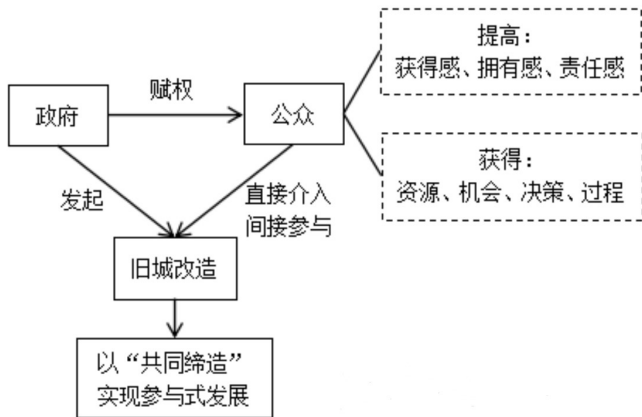 提高：
获得感、拥有感、责任感
赋权
政府
公众
获得：
资源、机会、决策、过程
发起
直接介入
间接参与
旧城改造
以“共同缔造”
实现参与式发展